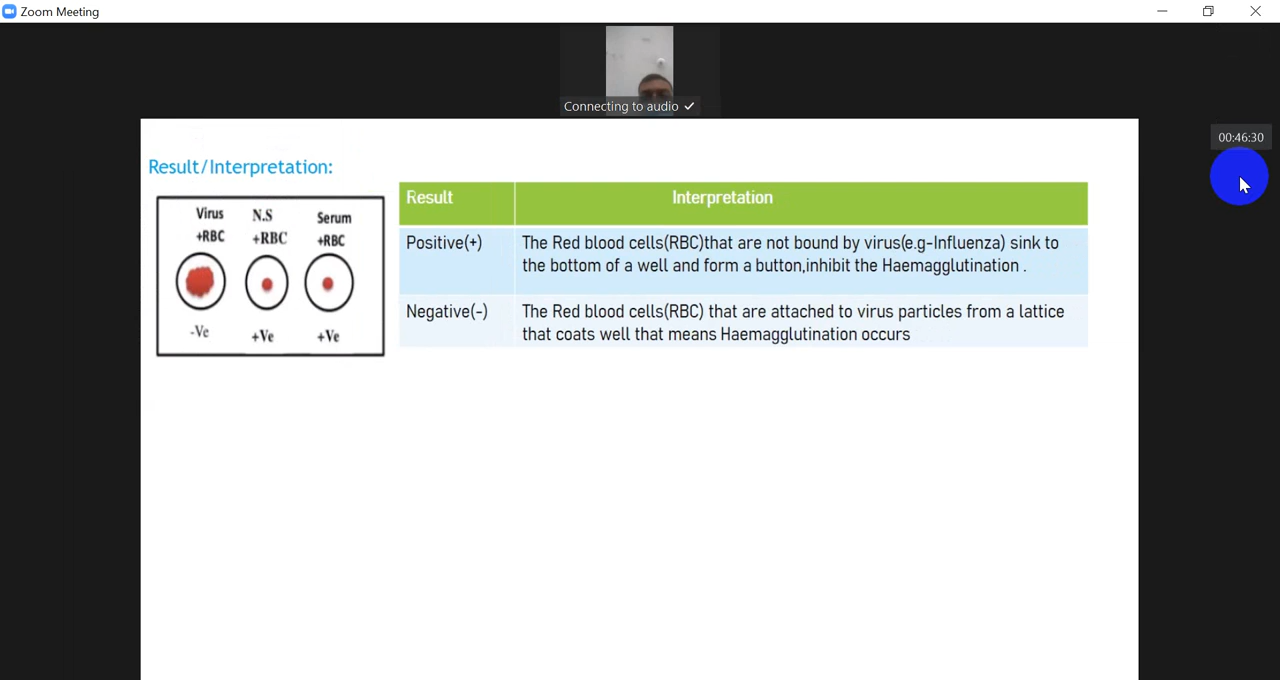 Zoom Meeting
Connecting to audio ✓
00:46:30
Result/Interpretation:
Virus N.S Serum
+RBC +RBC +RBC
-Ve +Ve +Ve
Result Interpretation
Positive(+) The Red blood cells(RBC)that are not bound by virus(e.g-Influenza) sink to
the bottom of a well and form a button,inhibit the Haemagglutination .
Negative(-) The Red blood cells(RBC) that are attached to virus particles from a lattice
that coats well that means Haemagglutination occurs